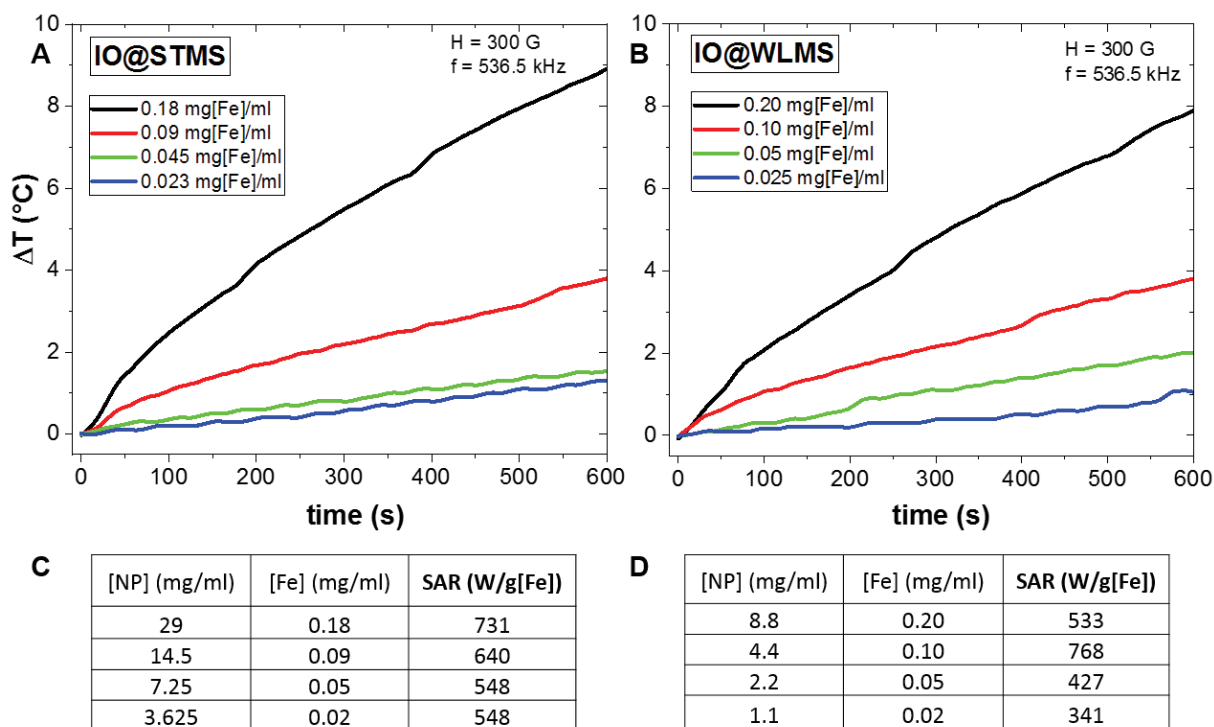 A
IO@STMS
H = 300 G
f = 536.5 kHz
0.18 mg[Fe]/ml
0.09 mg[Fe]/ml
0.045 mg[Fe]/ml
0.023 mg[Fe]/ml
ΔT (°C)
10
8
6
4
2
0
0 100 200 300 400 500 600
time (s)
B
IO@WLMS
H = 300 G
f = 536.5 kHz
0.20 mg[Fe]/ml
0.10 mg[Fe]/ml
0.05 mg[Fe]/ml
0.025 mg[Fe]/ml
10
8
6
4
2
0
0 100 200 300 400 500 600
time (s)
C
[NP] (mg/ml) [Fe] (mg/ml) SAR (W/g[Fe])
29 0.18 731
14.5 0.09 640
7.25 0.05 548
3.625 0.02 548
D
[NP] (mg/ml) [Fe] (mg/ml) SAR (W/g[Fe])
8.8 0.20 533
4.4 0.10 768
2.2 0.05 427
1.1 0.02 341